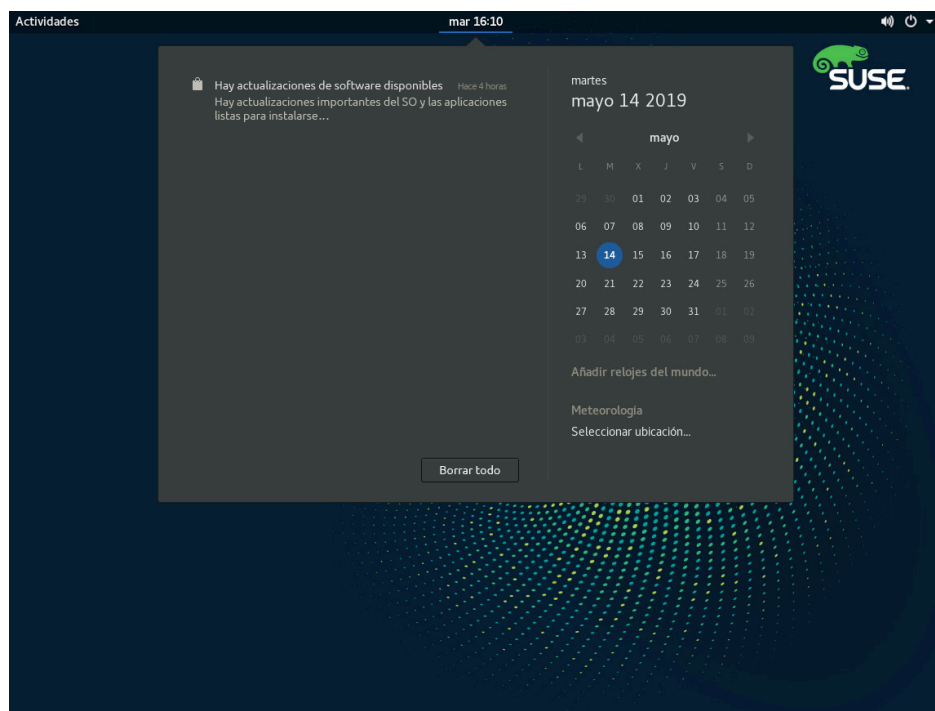 Actividades
mar 16:10
SUSE.
Hay actualizaciones de software disponibles Hace 4 horas
Hay actualizaciones importantes del SO y las aplicaciones
listas para instalarse...
Borrar todo
martes
mayo 14 2019
mayo
L M X J V S D
29 30 01 02 03 04 05
06 07 08 09 10 11 12
13 14 15 16 17 18 19
20 21 22 23 24 25 26
27 28 29 30 31 01 02
03 04 05 06 07 08 09
Añadir relojes del mundo...
Meteorología
Seleccionar ubicación...